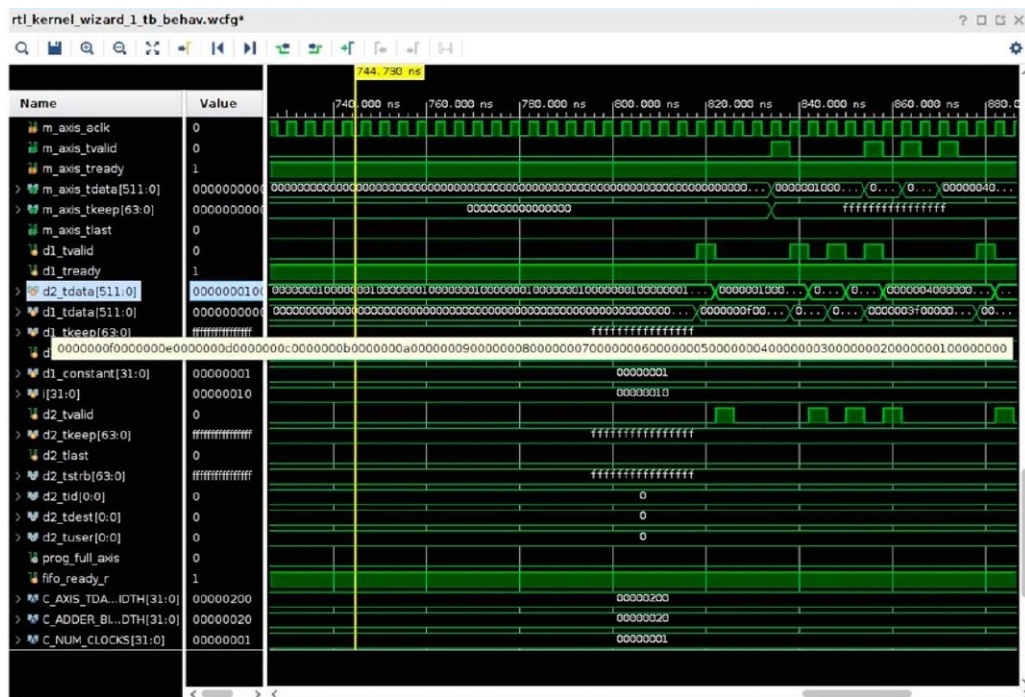 rtl_kernel_wizard_1_tb_behav.wcfg*
744.730 ns
Name Value 740.000 ns 760.000 ns 780.000 ns 800.000 ns 820.000 ns 840.000 ns 860.000 ns 880.0
m_axis_aclk 0
m_axis_tvalid 0
m_axis_tready 1
m_axis_tdata[511:0]
m_axis_tkeep[63:0] 0000000000000000 ffffffffffffffff
m_axis_tlast 0
d1_tvalid 0
d1_tready 1
d2_tdata[511:0] 0000000100
d1_tdata[511:0]
d1_tkeep[63:0] ffffffffffffffff ffffffffffffffff
0000000f0000000e0000000d0000000c0000000b0000000a00000009000000080000000700000006000000050000000400000003000000020000000100000000
d1_constant[31:0] 00000001 00000001
i[31:0] 00000010 00000010
d2_tvalid 0
d2_tkeep[63:0] ffffffffffffffff ffffffffffffffff
d2_tlast 0
d2_tstrb[63:0] ffffffffffffffff ffffffffffffffff
d2_tid[0:0] 0 0
d2_tdest[0:0] 0 0
d2_tuser[0:0] 0 0
prog_full_axis 0
fifo_ready_r 1
C_AXIS_TDA...IDTH[31:0] 00000200 00000200
C_ADDER_BI...DTH[31:0] 00000020 00000020
C_NUM_CLOCKS[31:0] 00000001 00000001